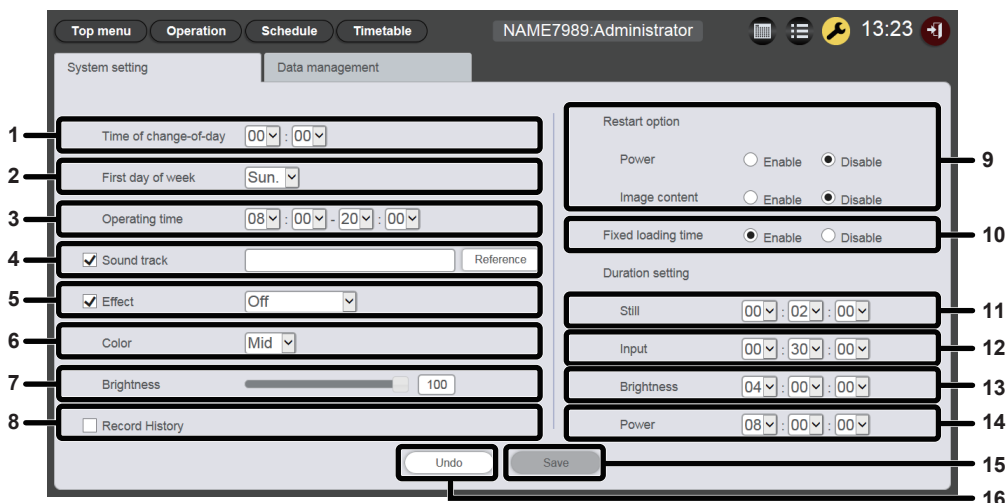 Top menu Operation Schedule Timetable NAME7989:Administrator 13:23
System setting Data management
1 Time of change-of-day 00 : 00
2 First day of week Sun.
3 Operating time 08 : 00 - 20 : 00
4 Sound track Reference
5 Effect Off
6 Color Mid
7 Brightness 100
8 Record History
Restart option
Power Enable Disable 9
Image content Enable Disable
Fixed loading time Enable Disable 10
Duration setting
Still 00 : 02 : 00 11
Input 00 : 30 : 00 12
Brightness 04 : 00 : 00 13
Power 08 : 00 : 00 14
Undo Save 15
16